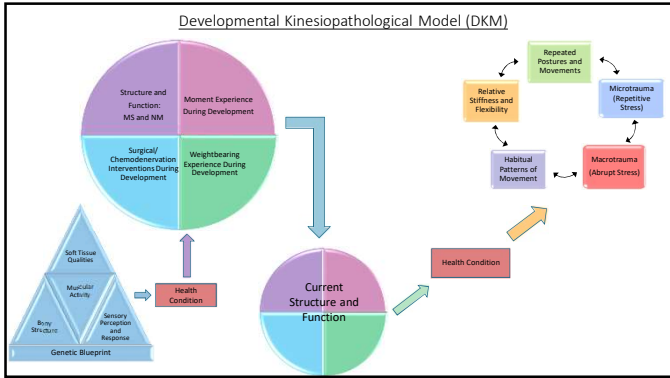 Developmental Kinesiopathological Model (DKM)
Structure and
Function:
MS and NM
Moment Experience
During Development
Surgical/
Chemodenervation
Interventions During
Development
Weightbearing
Experience During
Development
Soft Tissue
Qualities
Muscular
Activity
Bony
Structure
Sensory
Perception
and
Response
Genetic Blueprint
Health
Condition
Current
Structure and
Function
Health Condition
Repeated
Postures and
Movements
Relative
Stiffness and
Flexibility
Microtrauma
(Repetitive
Stress)
Habitual
Patterns of
Movement
Macrotrauma
(Abrupt Stress)